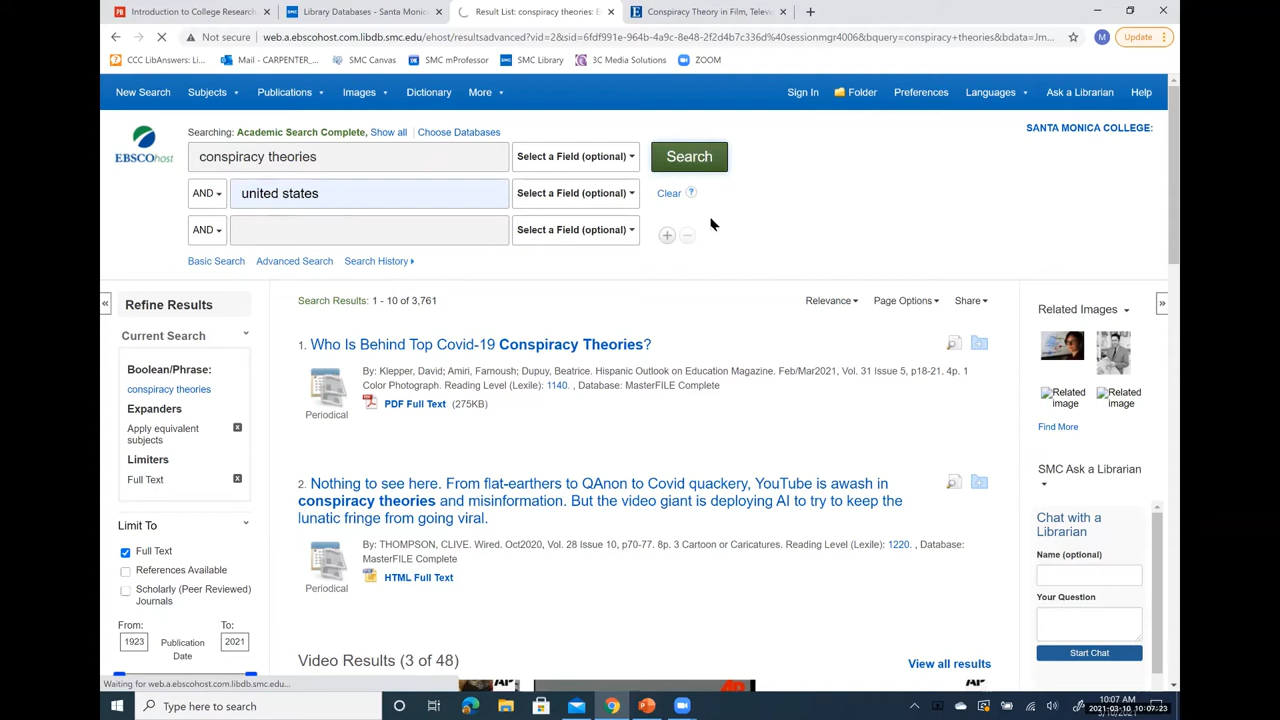 Introduction to College Research
Library Databases - Santa Monica
Result List: conspiracy theories: E
Conspiracy Theory in Film, Telev
Not secure
web.a.ebscohost.com.libdb.smc.edu/ehost/resultsadvanced?vid=2&sid=6fdf991e-964b-4a9c-8e48-2f2d4b7c336d%40sessionmgr4006&bquery=conspiracy+theories&bdata=Jm...
M
Update
CCC LibAnswers: Li...
Mail - CARPENTER_...
SMC Canvas
SMC mProfessor
SMC Library
3C Media Solutions
ZOOM
New Search
Subjects
Publications
Images
Dictionary
More
Sign In
Folder
Preferences
Languages
Ask a Librarian
Help
EBSCOhost
Searching: Academic Search Complete, Show all | Choose Databases
SANTA MONICA COLLEGE:
conspiracy theories
Select a Field (optional)
Search
AND
united states
Select a Field (optional)
Clear ?
AND
Select a Field (optional)
Basic Search
Advanced Search
Search History
Refine Results
Current Search
Boolean/Phrase:
conspiracy theories
Expanders
Apply equivalent
subjects
Limiters
Full Text
Limit To
Full Text
References Available
Scholarly (Peer Reviewed)
Journals
From:
To:
1923
Publication
Date
2021
Search Results: 1 - 10 of 3,761
Relevance
Page Options
Share
1. Who Is Behind Top Covid-19 Conspiracy Theories?
By: Klepper, David; Amiri, Farnoush; Dupuy, Beatrice. Hispanic Outlook on Education Magazine. Feb/Mar2021, Vol. 31 Issue 5, p18-21. 4p. 1
Color Photograph. Reading Level (Lexile): 1140. , Database: MasterFILE Complete
Periodical
PDF Full Text (275KB)
2. Nothing to see here. From flat-earthers to QAnon to Covid quackery, YouTube is awash in
conspiracy theories and misinformation. But the video giant is deploying AI to try to keep the
lunatic fringe from going viral.
By: THOMPSON, CLIVE. Wired. Oct2020, Vol. 28 Issue 10, p70-77. 8p. 3 Cartoon or Caricatures. Reading Level (Lexile): 1220. , Database:
MasterFILE Complete
Periodical
HTML Full Text
Video Results (3 of 48)
View all results
AP
AP
Related Images
Related
image
Related
image
Find More
SMC Ask a Librarian
Chat with a
Librarian
Name (optional)
Your Question
Start Chat
Waiting for web.a.ebscohost.com.libdb.smc.edu...
Type here to search
10:07 AM
2021-03-10 10:07:23